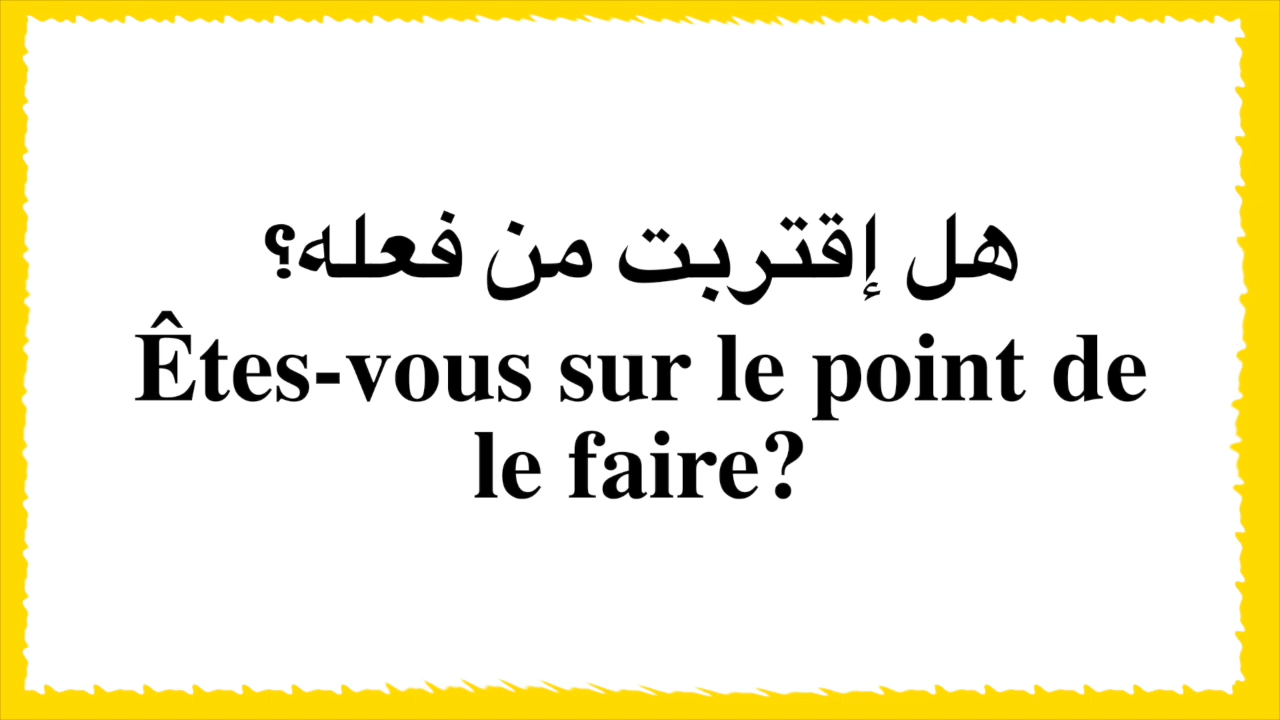 هل إقتربت من فعله؟
Êtes-vous sur le point de
le faire?